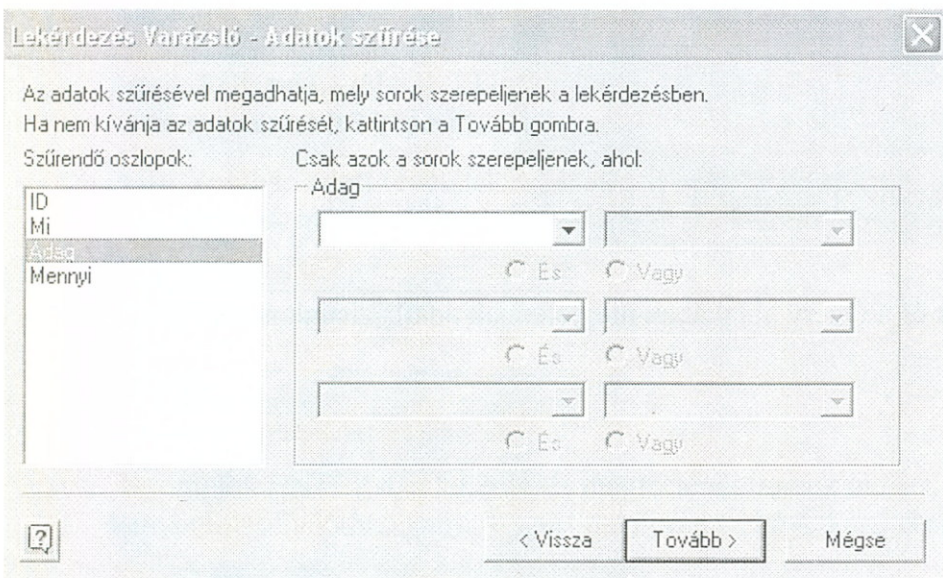 Lekérdezés Varázsló - Adatok szűrése
Az adatok szűrésével megadhatja, mely sorok szerepeljenek a lekérdezésben.
Ha nem kívánja az adatok szűrését, kattintson a Tovább gombra.
Szűrendő oszlopok:
Csak azok a sorok szerepeljenek, ahol:
ID
Mi
Adag
Mennyi
Adag
És Vagy
És Vagy
És Vagy
?
< Vissza
Tovább >
Mégse